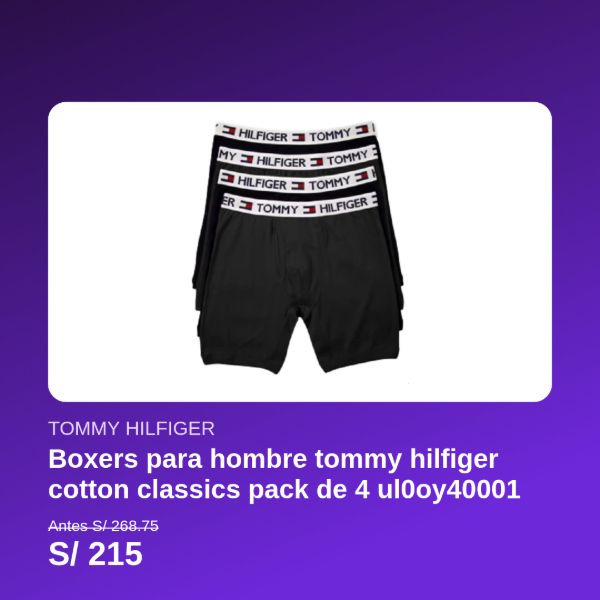 HILFIGER TOMMY
MY HILFIGER TOMMY
HILFIGER TOMMY H
ER TOMMY HILFIGER
TOMMY HILFIGER
Boxers para hombre tommy hilfiger
cotton classics pack de 4 ul0oy40001
Antes S/ 268.75
S/ 215